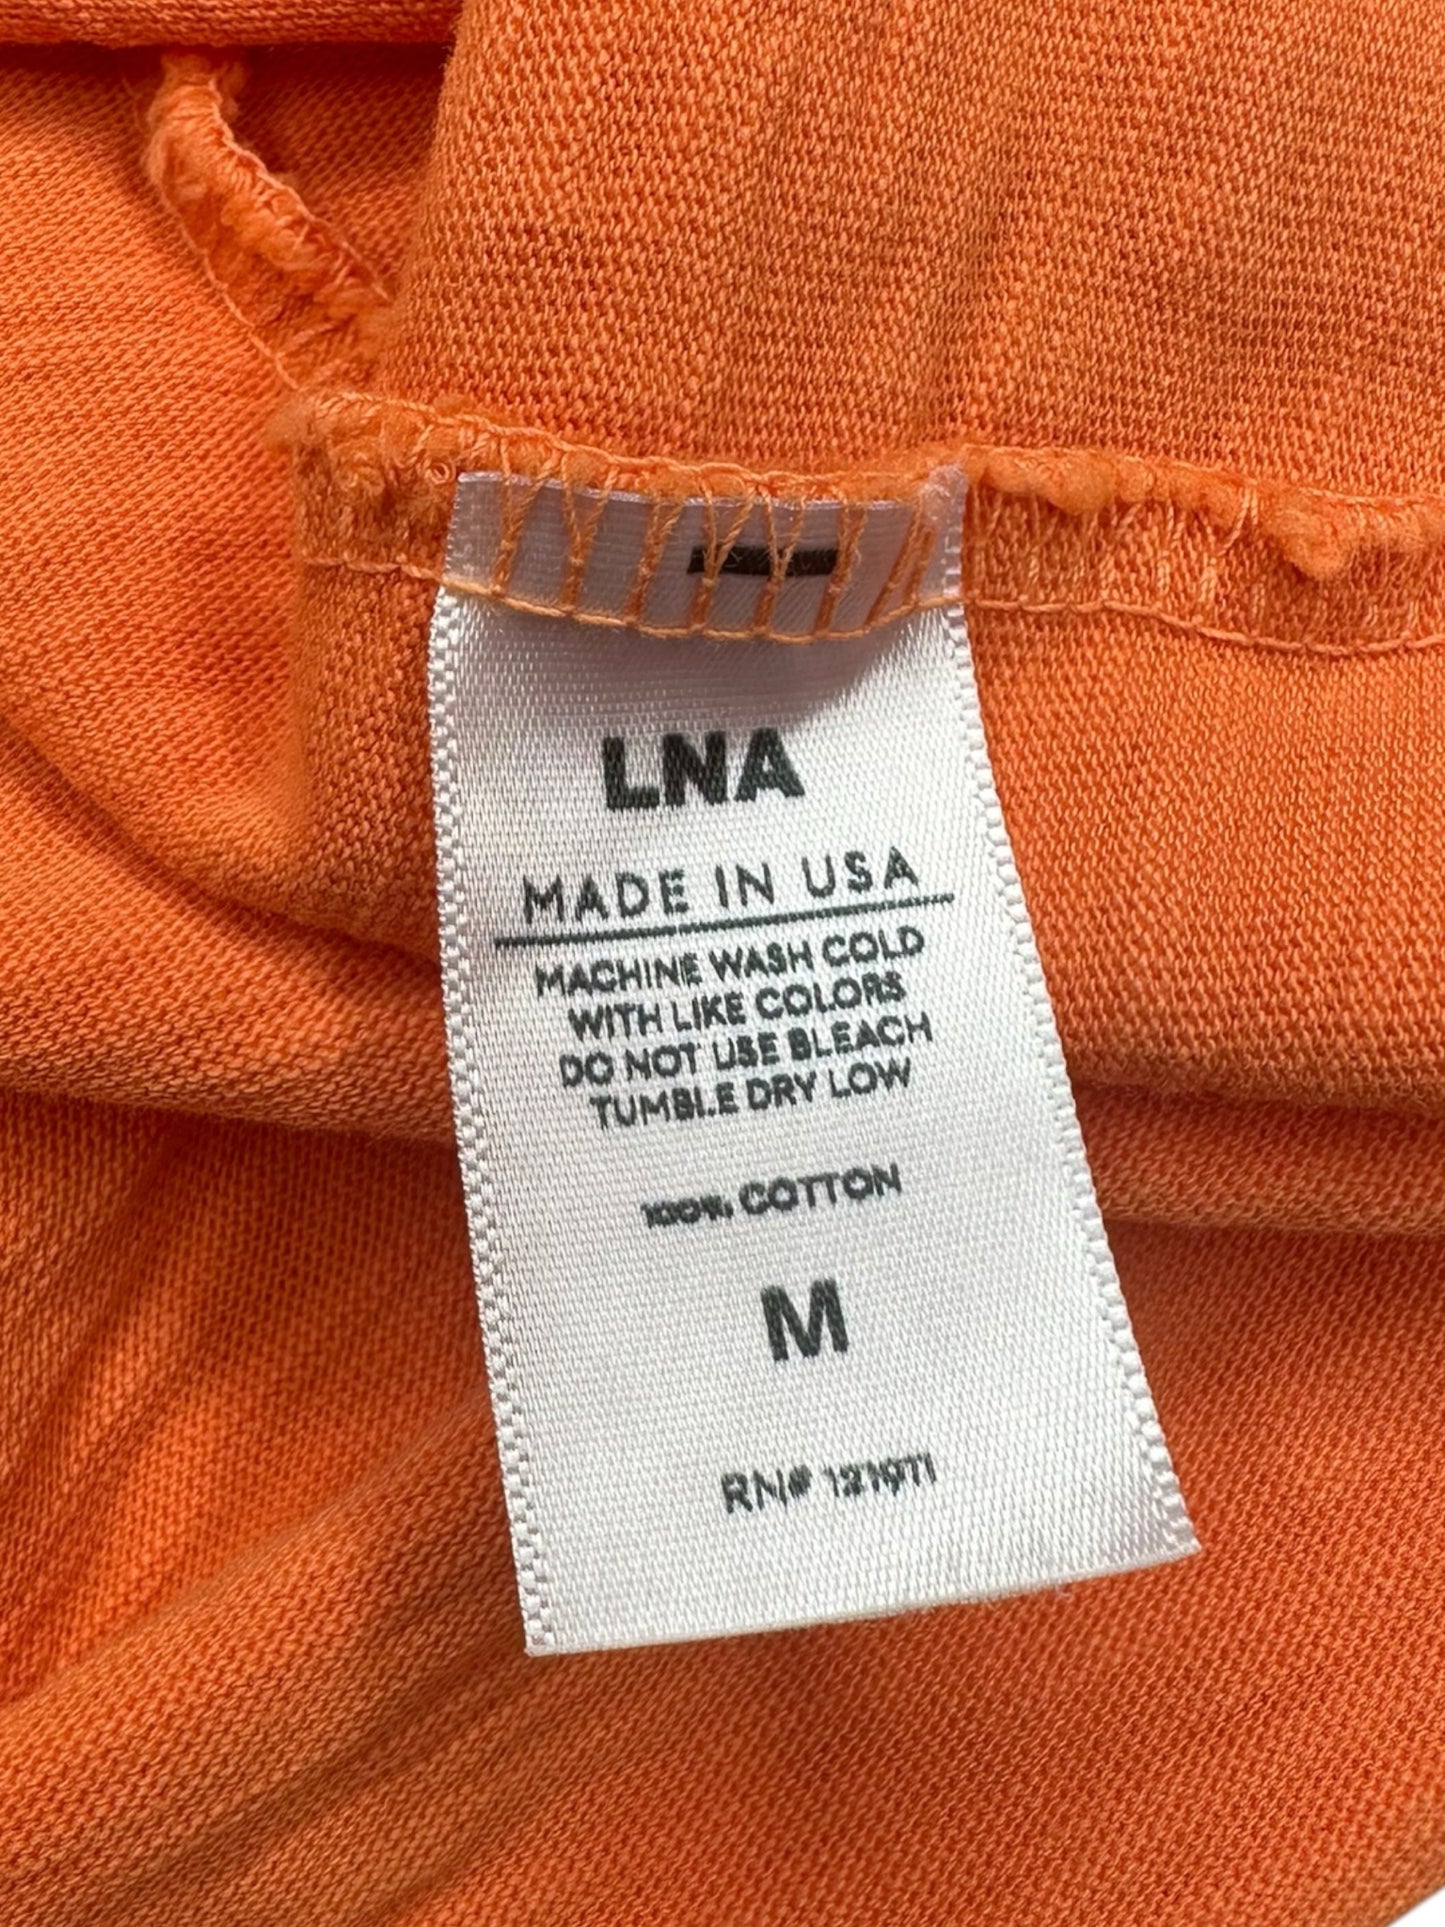 LNA
MADE IN USA
MACHINE WASH COLD
WITH LIKE COLORS
DO NOT USE BLEACH
TUMBLE DRY LOW
100% COTTON
M
RN#